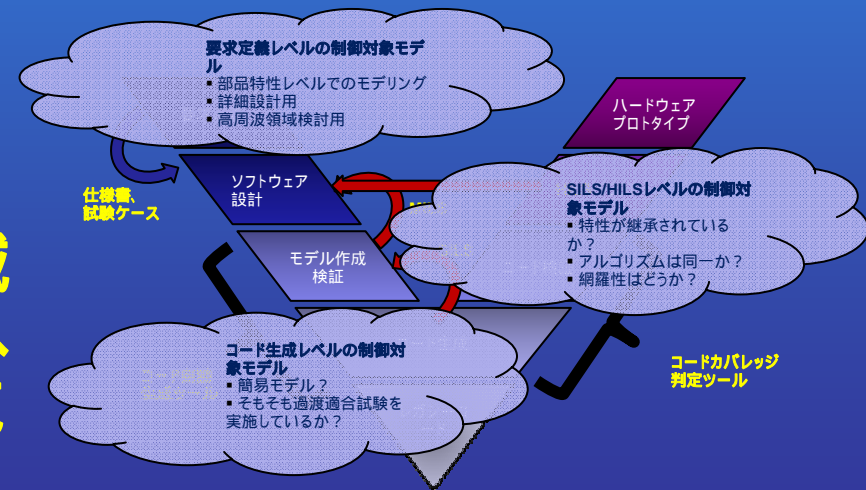 要求定義レベルの制御対象モデ
ル
▪ 部品特性レベルでのモデリング
▪ 詳細設計用
▪ 高周波領域検討用
ハードウェア
プロトタイプ
ソフトウェア
設計
仕様書、
試験ケース
SILS/HILSレベルの制御対
象モデル
▪ 特性が継承されている
か？
▪ アルゴリズムは同一か？
▪ 網羅性はどうか？
モデル作成
検証
コード生成レベルの制御対
象モデル
▪ 簡易モデル？
▪ そもそも過渡適合試験を
実施しているか？
コードカバレッジ
判定ツール